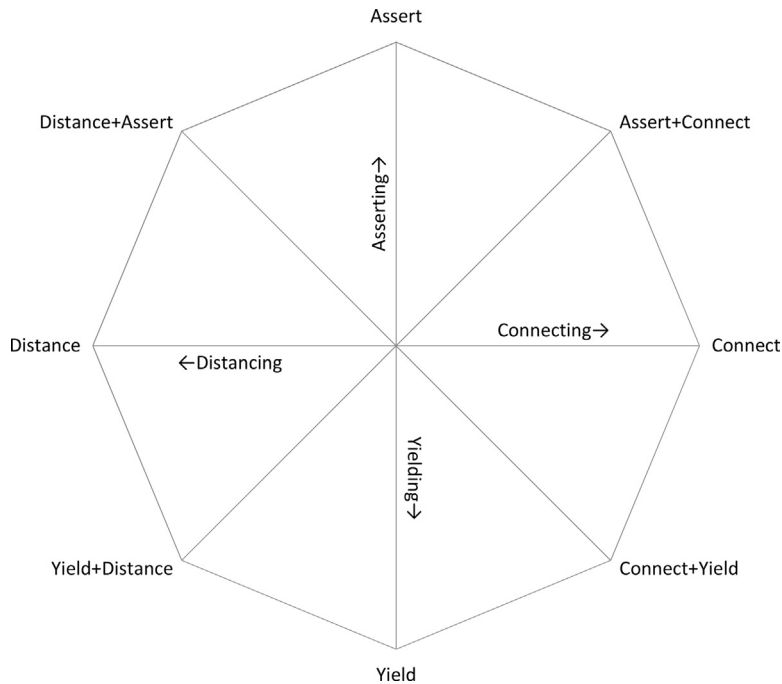 Assert
Distance+Assert
Assert+Connect
Asserting→
Distance
Connecting→
Connect
←Distancing
Yielding→
Yield+Distance
Connect+Yield
Yield